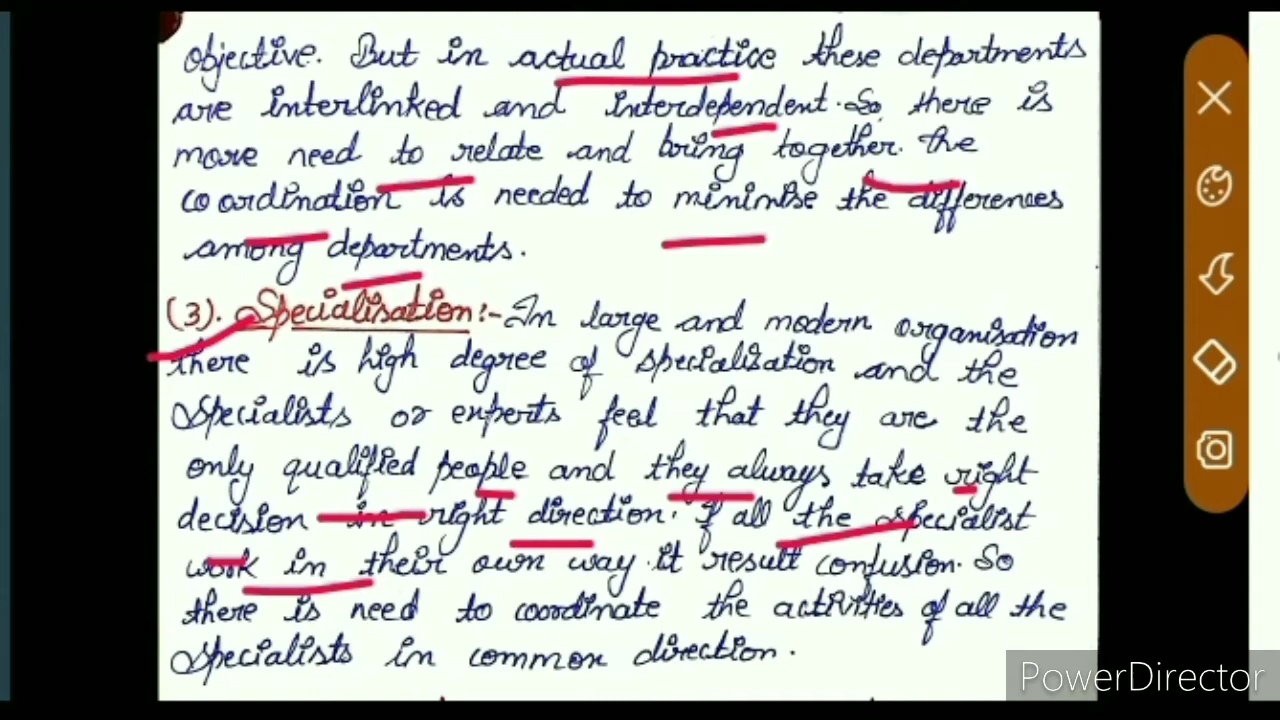 objective. But in actual practice these departments
are interlinked and interdependent. So, there is
more need to relate and bring together. The
coordination is needed to minimise the differences
among departments.
(3). Specialisation:- In large and modern organisation
there is high degree of specialization and the
Specialists or experts feel that they are the
only qualified people and they always take right
decision in right direction. If all the specialist
work in their own way it result confusion. So
there is need to coordinate the activities of all the
Specialists in common direction.
PowerDirector